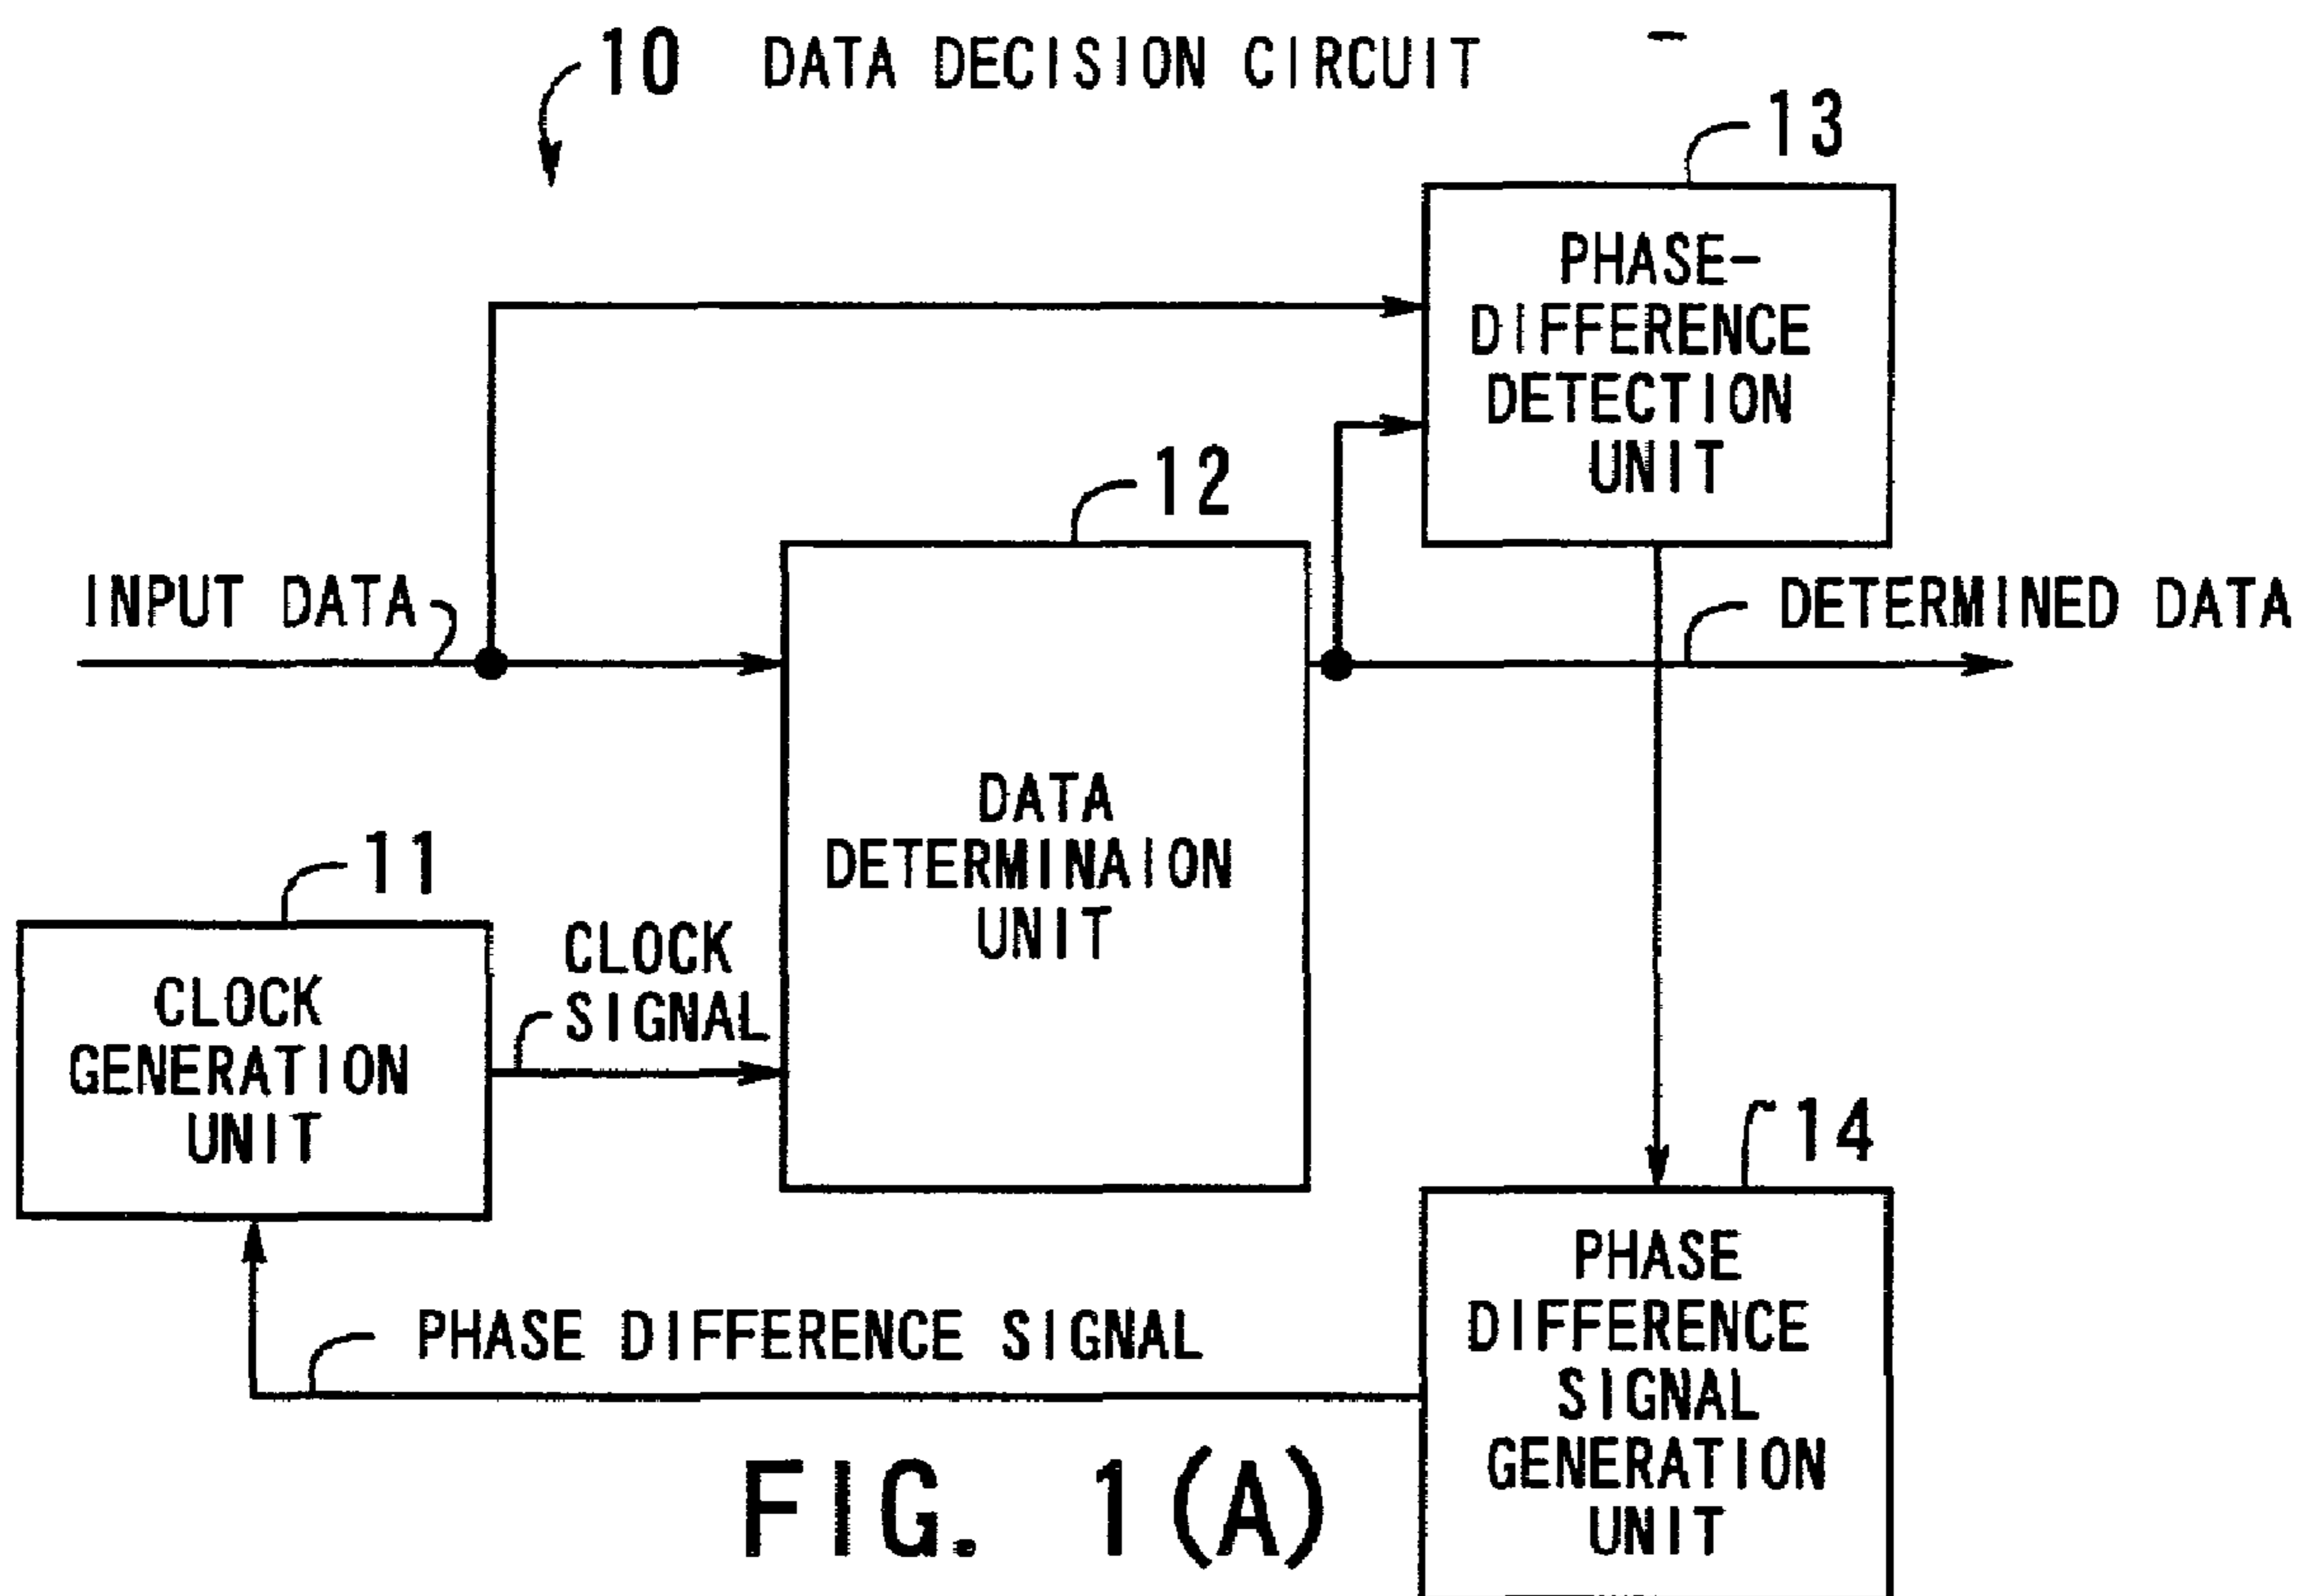 10 DATA DECISION CIRCUIT
13
PHASE-
DIFFERENCE
DETECTION
UNIT
12
INPUT DATA
DETERMINED DATA
DATA
DETERMINAION
UNIT
11
CLOCK
SIGNAL
CLOCK
GENERATION
UNIT
14
PHASE
DIFFERENCE
SIGNAL
GENERATION
UNIT
PHASE DIFFERENCE SIGNAL
FIG. 1(A)